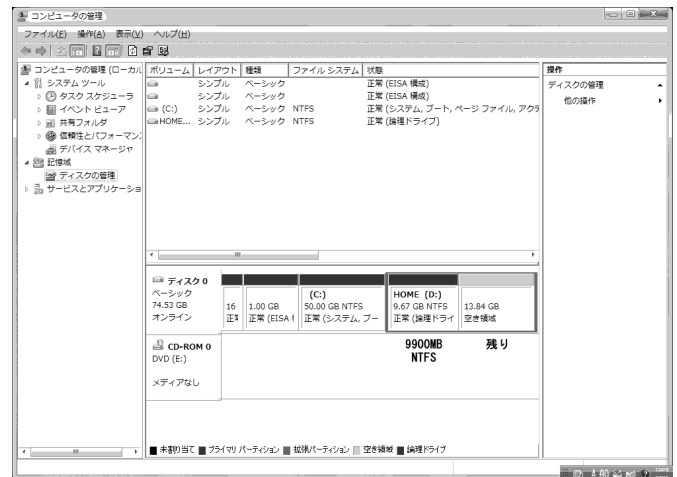 コンピュータの管理
ファイル(F) 操作(A) 表示(V) ヘルプ(H)
コンピュータの管理 (ローカル
システム ツール
タスク スケジューラ
イベント ビューア
共有フォルダ
信頼性とパフォーマンス
デバイス マネージャ
記憶域
ディスクの管理
サービスとアプリケーショ
ボリューム レイアウト 種類 ファイル システム 状態
シンプル ベーシック 正常 (EISA 構成)
シンプル ベーシック 正常 (EISA 構成)
(C:) シンプル ベーシック NTFS 正常 (システム, ブート, ページ ファイル, アクラ
HOME... シンプル ベーシック NTFS 正常 (論理ドライブ)
操作
ディスクの管理
他の操作
ディスク 0
ベーシック
74.53 GB
オンライン
16
正常
1.00 GB
正常 (EISA
(C:)
50.00 GB NTFS
正常 (システム, ブー
HOME (D:)
9.67 GB NTFS
正常 (論理ドライ
13.84 GB
空き領域
CD-ROM 0
DVD (E:)
メディアなし
9900MB
NTFS
残り
未割り当て プライマリ パーティション 拡張パーティション 空き領域 論理ドライブ